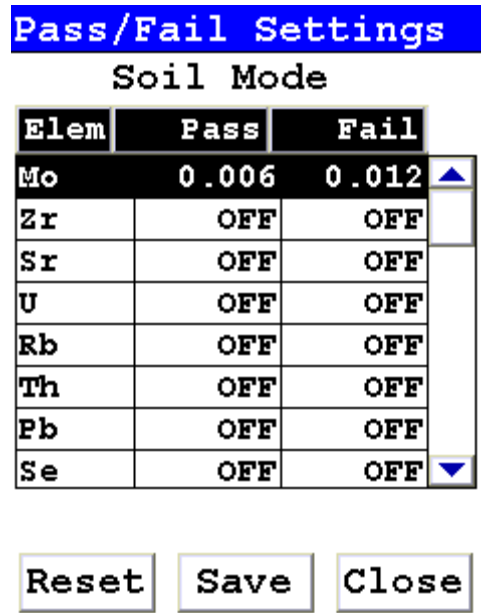 Pass/Fail Settings
Soil Mode
Elem Pass Fail
Mo 0.006 0.012
Zr OFF OFF
Sr OFF OFF
U OFF OFF
Rb OFF OFF
Th OFF OFF
Pb OFF OFF
Se OFF OFF
Reset Save Close